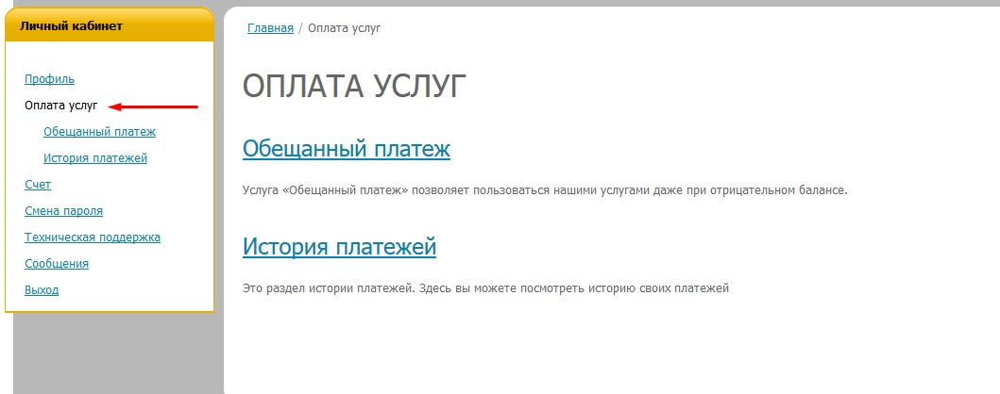 Личный кабинет
Профиль
Оплата услуг
Обещанный платеж
История платежей
Счет
Смена пароля
Техническая поддержка
Сообщения
Выход
Главная / Оплата услуг
ОПЛАТА УСЛУГ
Обещанный платеж
Услуга «Обещанный платеж» позволяет пользоваться нашими услугами даже при отрицательном балансе.
История платежей
Это раздел истории платежей. Здесь вы можете посмотреть историю своих платежей